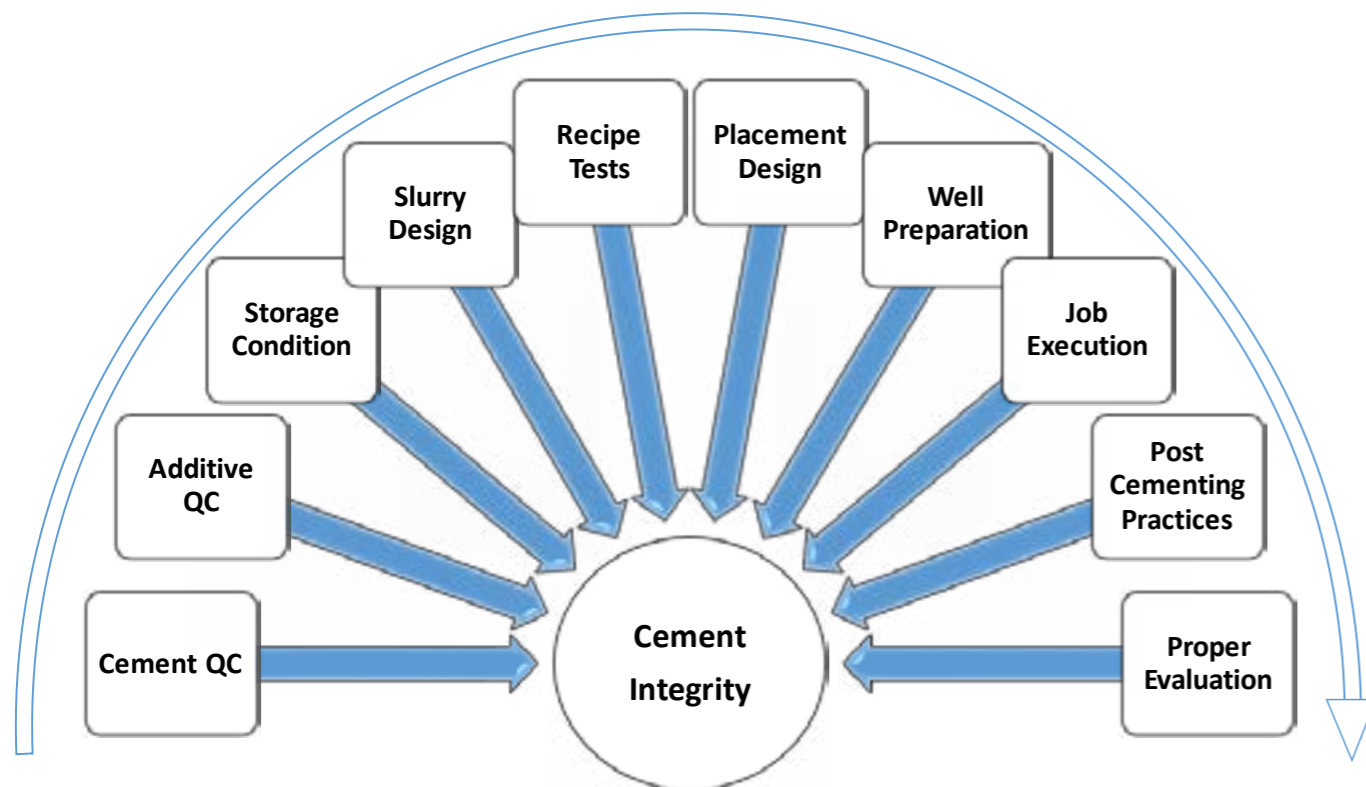 Recipe
Tests
Placement
Design
Slurry
Design
Well
Preparation
Storage
Condition
Job
Execution
Additive
QC
Post
Cementing
Practices
Cement QC
Cement
Integrity
Proper
Evaluation